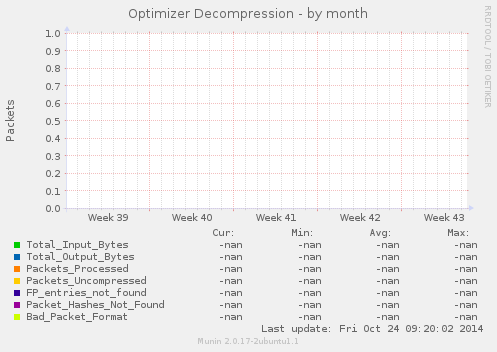 Optimizer Decompression - by month
RRDTOOL / TOBI OETIKER
Packets
1.0
0.9
0.8
0.7
0.6
0.5
0.4
0.3
0.2
0.1
0.0
Week 39 Week 40 Week 41 Week 42 Week 43
Cur: Min: Avg: Max:
Total_Input_Bytes -nan -nan -nan -nan
Total_Output_Bytes -nan -nan -nan -nan
Packets_Processed -nan -nan -nan -nan
Packets_Uncompressed -nan -nan -nan -nan
FP_entries_not_found -nan -nan -nan -nan
Packet_Hashes_Not_Found -nan -nan -nan -nan
Bad_Packet_Format -nan -nan -nan -nan
Last update: Fri Oct 24 09:20:02 2014
Munin 2.0.17-2ubuntu1.1